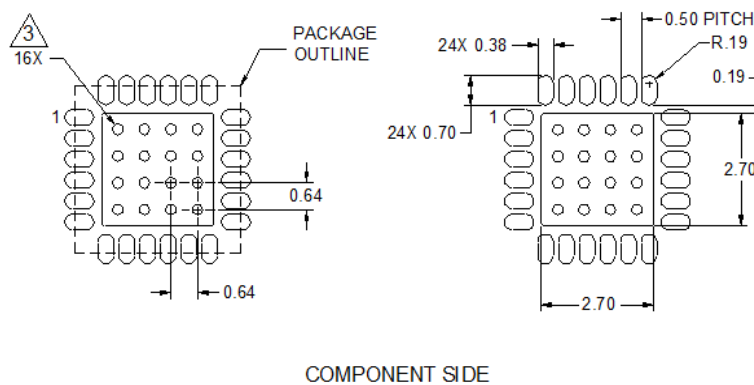 3
16X
PACKAGE
OUTLINE
1
0.64
0.64
0.50 PITCH
24X 0.38
R.19
0.19
24X 0.70
1
2.70
2.70
COMPONENT SIDE